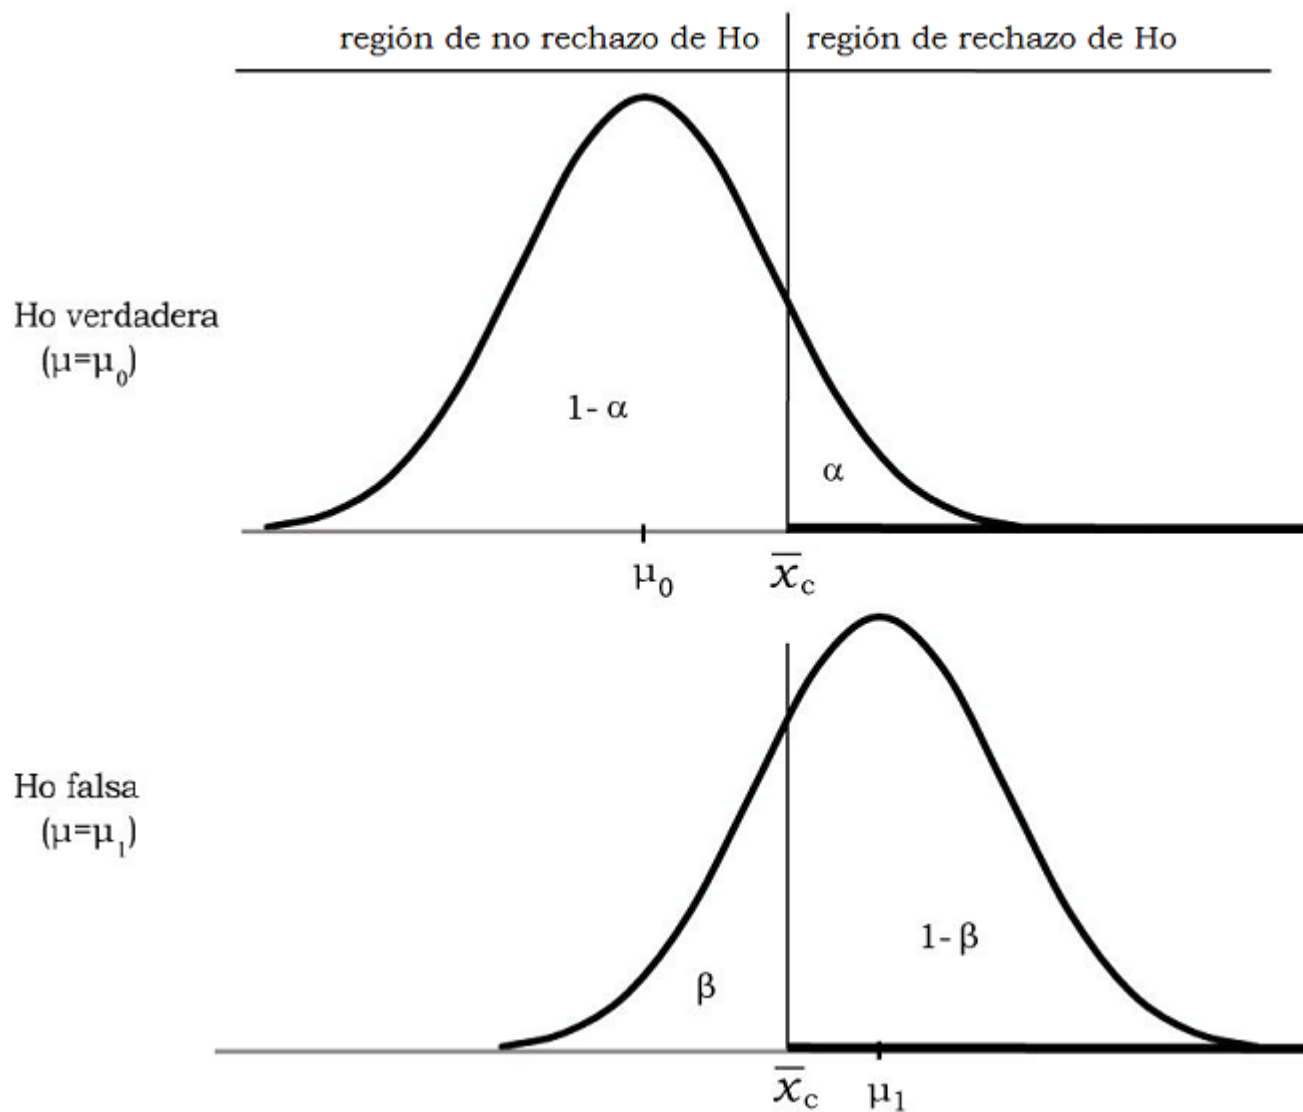 región de no rechazo de Ho
región de rechazo de Ho
Ho verdadera
(μ=μ₀)
1- α
α
μ₀
x̅c
Ho falsa
(μ=μ₁)
1- β
β
x̅c
μ₁